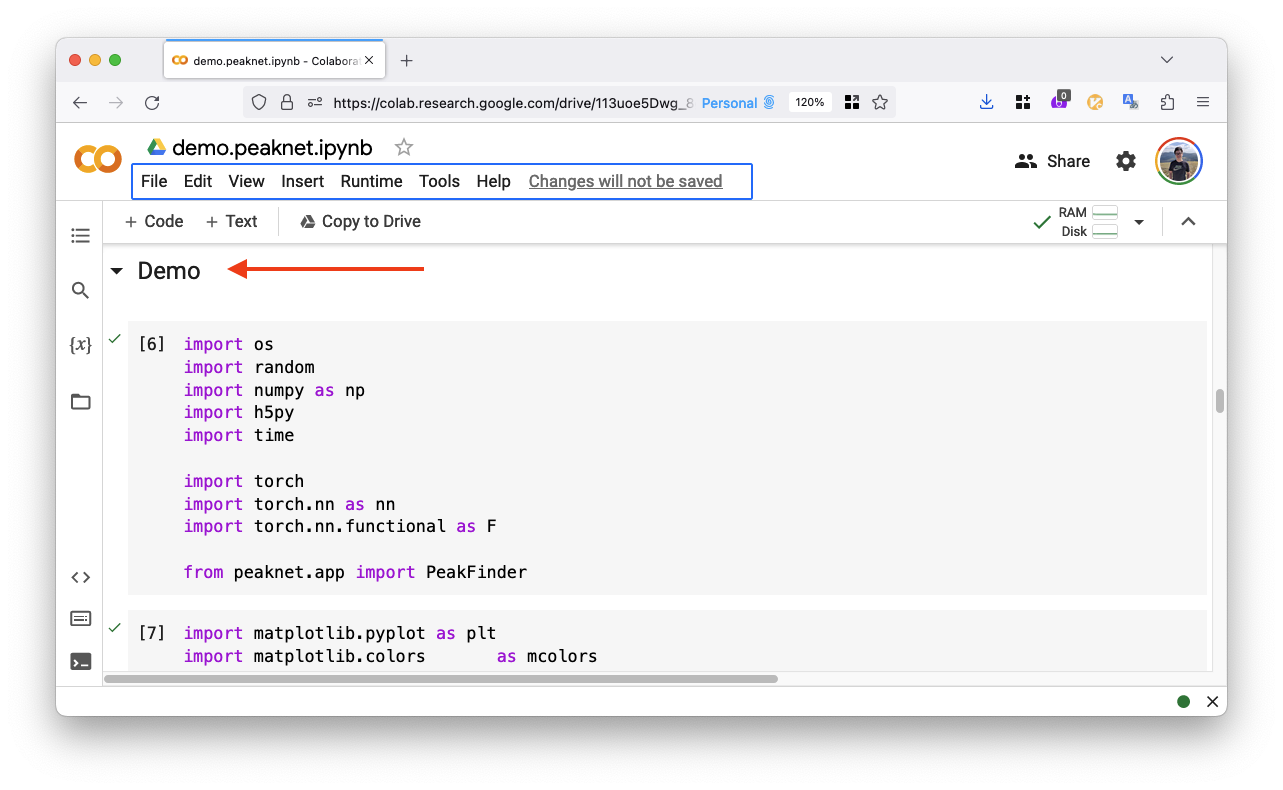 demo.peaknet.ipynb - Colabora
https://colab.research.google.com/drive/113uoe5Dwg_8 Personal 120% 0
demo.peaknet.ipynb
File Edit View Insert Runtime Tools Help Changes will not be saved
Share
+ Code + Text Copy to Drive
RAM
Disk
Demo
{x}
[6] import os
import random
import numpy as np
import h5py
import time
import torch
import torch.nn as nn
import torch.nn.functional as F
from peaknet.app import PeakFinder
[7] import matplotlib.pyplot as plt
import matplotlib.colors as mcolors